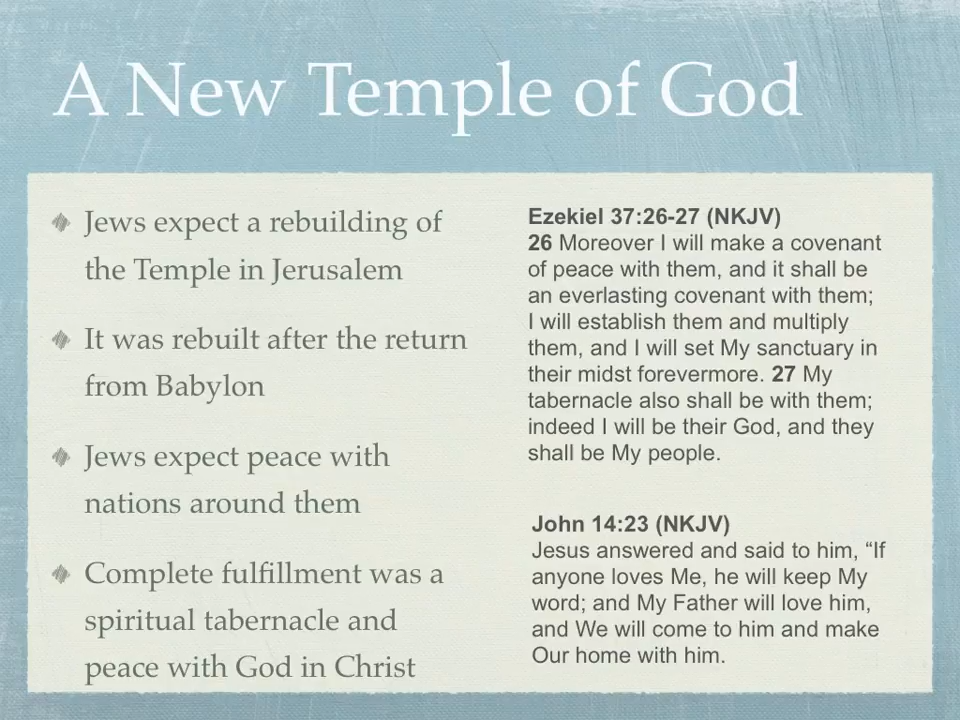 A New Temple of God
Jews expect a rebuilding of
the Temple in Jerusalem
It was rebuilt after the return
from Babylon
Jews expect peace with
nations around them
Complete fulfillment was a
spiritual tabernacle and
peace with God in Christ
Ezekiel 37:26-27 (NKJV)
26 Moreover I will make a covenant
of peace with them, and it shall be
an everlasting covenant with them;
I will establish them and multiply
them, and I will set My sanctuary in
their midst forevermore. 27 My
tabernacle also shall be with them;
indeed I will be their God, and they
shall be My people.
John 14:23 (NKJV)
Jesus answered and said to him, “If
anyone loves Me, he will keep My
word; and My Father will love him,
and We will come to him and make
Our home with him.